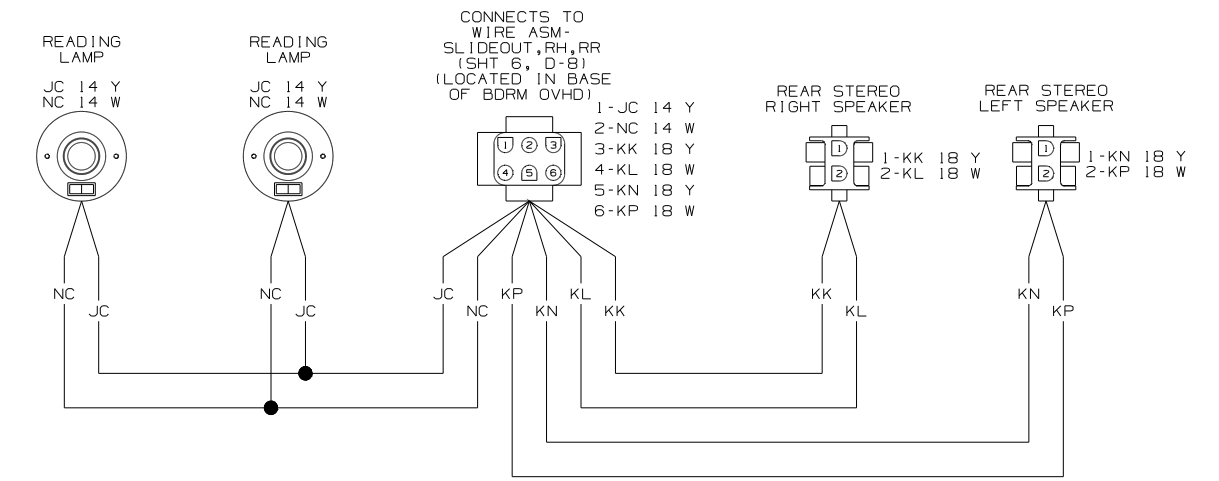 READING
LAMP
JC 14 Y
NC 14 W
READING
LAMP
JC 14 Y
NC 14 W
CONNECTS TO
WIRE ASM-
SLIDEOUT,RH,RR
(SHT 6, D-8)
(LOCATED IN BASE
OF BDRM OVHD)
1-JC 14 Y
2-NC 14 W
3-KK 18 Y
4-KL 18 W
5-KN 18 Y
6-KP 18 W
1 2 3
4 5 6
REAR STEREO
RIGHT SPEAKER
1
2
1-KK 18 Y
2-KL 18 W
REAR STEREO
LEFT SPEAKER
1
2
1-KN 18 Y
2-KP 18 W
NC
JC
NC
JC
JC
NC
KP
KN
KL
KK
KK
KL
KN
KP